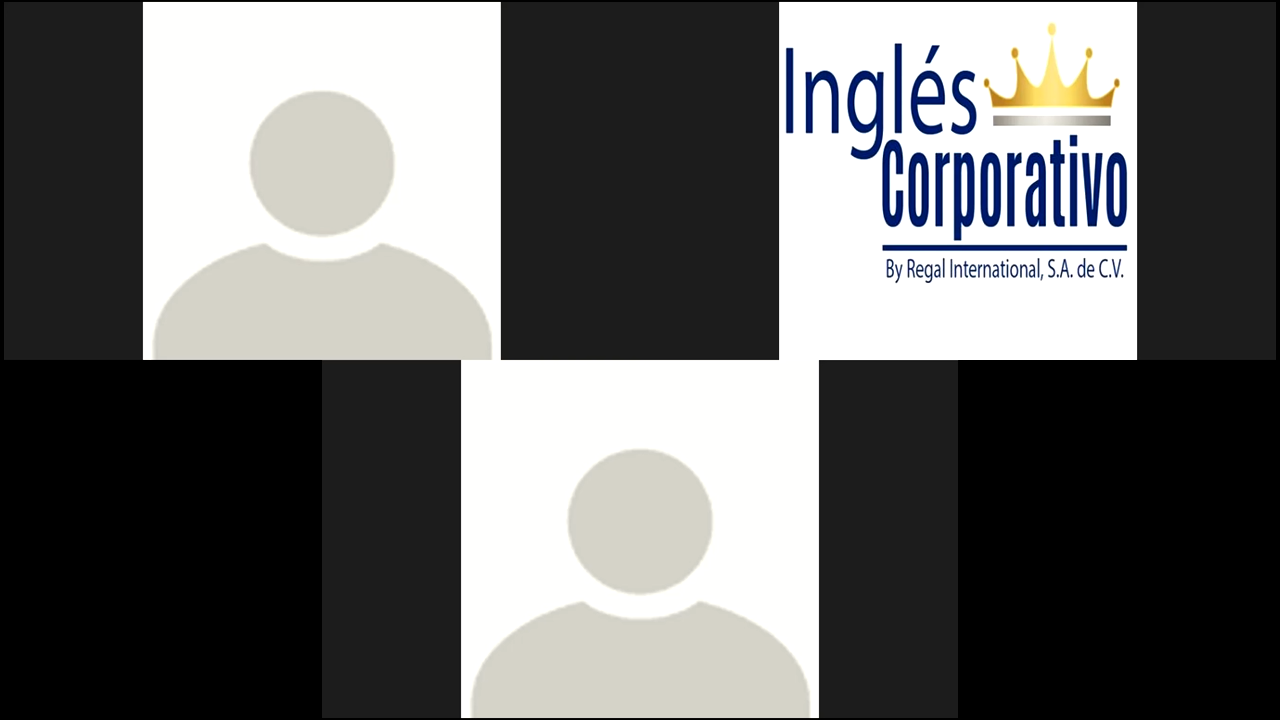 Inglés
Corporativo
By Regal International, S.A. de C.V.